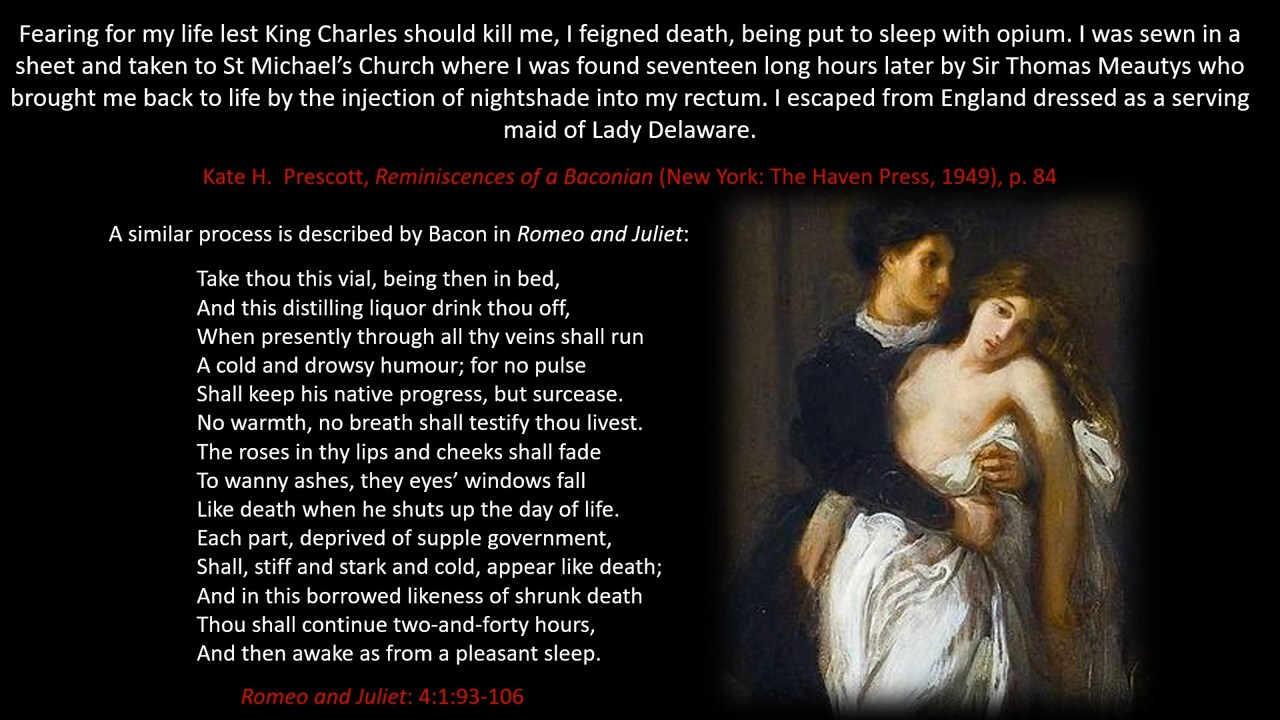 Fearing for my life lest King Charles should kill me, I feigned death, being put to sleep with opium. I was sewn in a
sheet and taken to St Michael’s Church where I was found seventeen long hours later by Sir Thomas Meautys who
brought me back to life by the injection of nightshade into my rectum. I escaped from England dressed as a serving
maid of Lady Delaware.
Kate H.  Prescott, Reminiscences of a Baconian (New York: The Haven Press, 1949), p. 84
A similar process is described by Bacon in Romeo and Juliet:
Take thou this vial, being then in bed,
And this distilling liquor drink thou off,
When presently through all thy veins shall run
A cold and drowsy humour; for no pulse
Shall keep his native progress, but surcease.
No warmth, no breath shall testify thou livest.
The roses in thy lips and cheeks shall fade
To wanny ashes, they eyes’ windows fall
Like death when he shuts up the day of life.
Each part, deprived of supple government,
Shall, stiff and stark and cold, appear like death;
And in this borrowed likeness of shrunk death
Thou shall continue two-and-forty hours,
And then awake as from a pleasant sleep.
Romeo and Juliet: 4:1:93-106